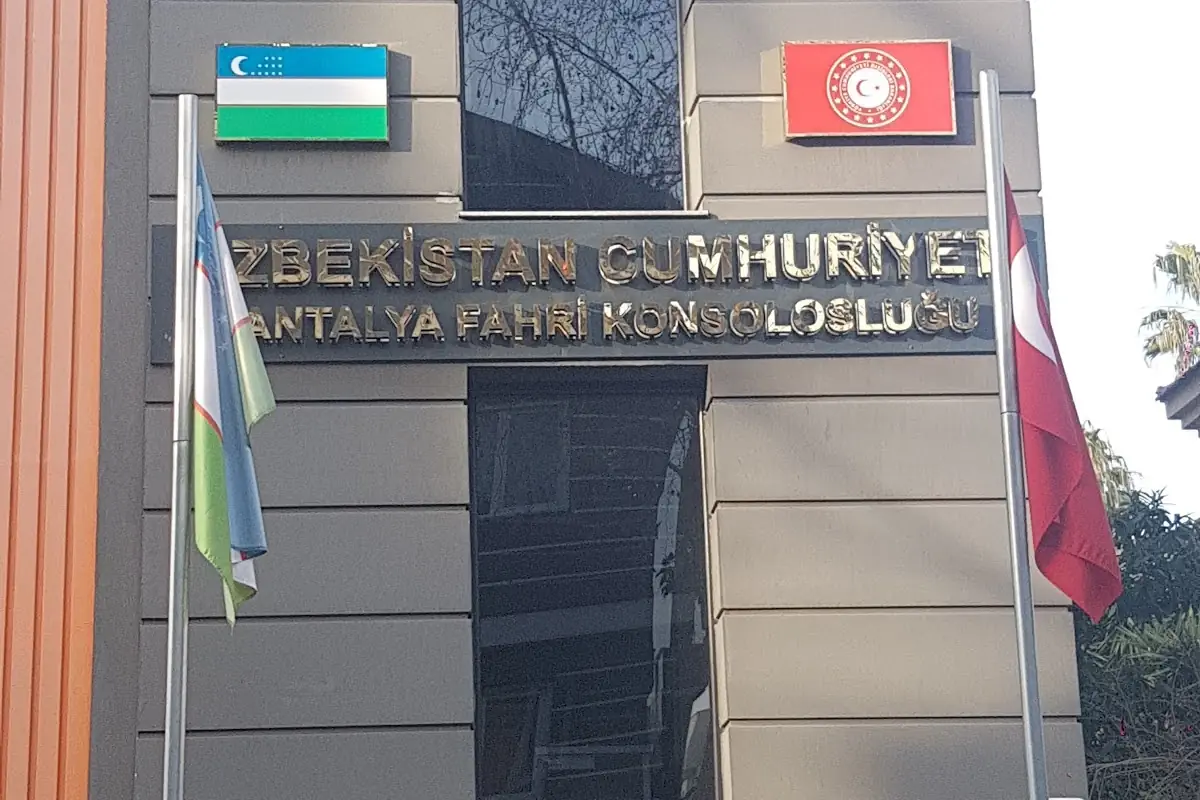 ZBEKİSTAN CUMHURİYET
ANTALYA FAHRİ KONSOLOSLUĞU